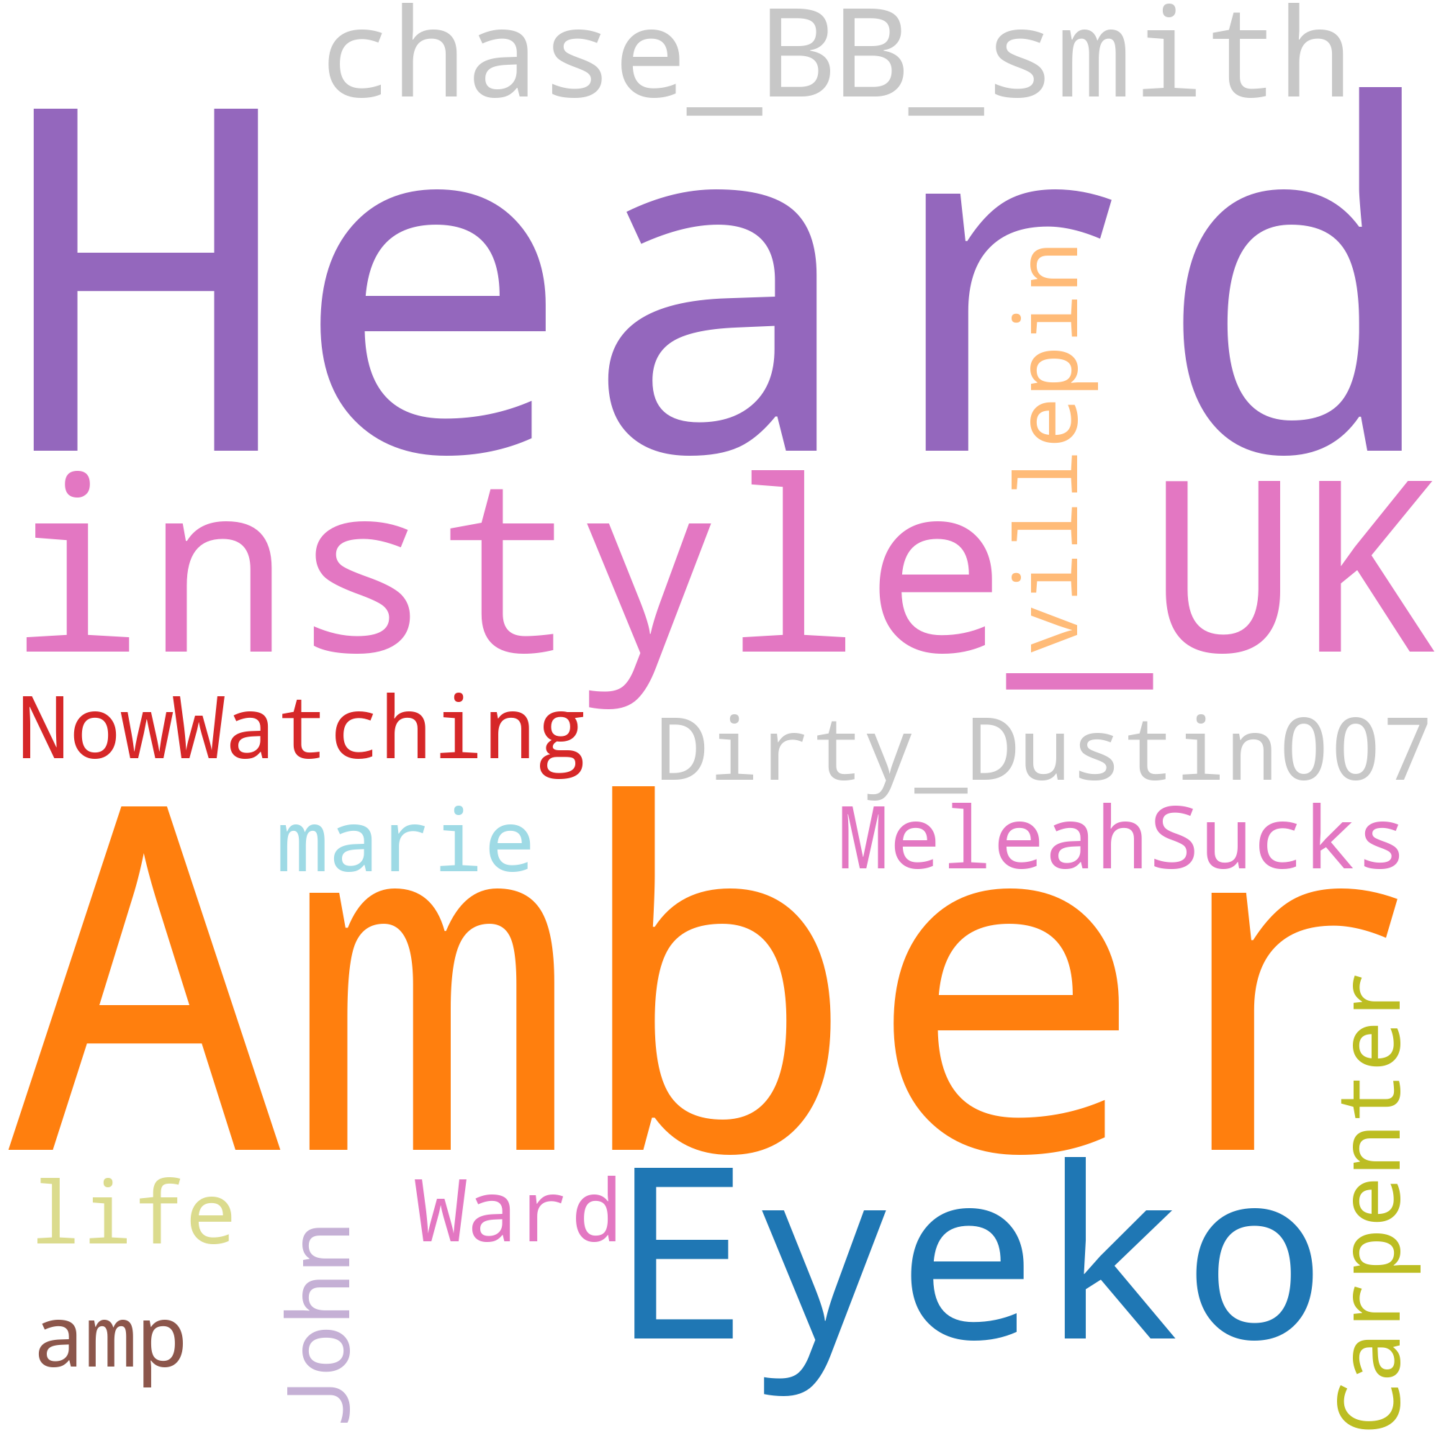 chase_BB_smith
Heard
villepin
instyle_UK
NowWatching
Dirty_Dustin007
marie
MeleahSucks
Amber
Carpenter
life
Ward
Eyeko
John
amp